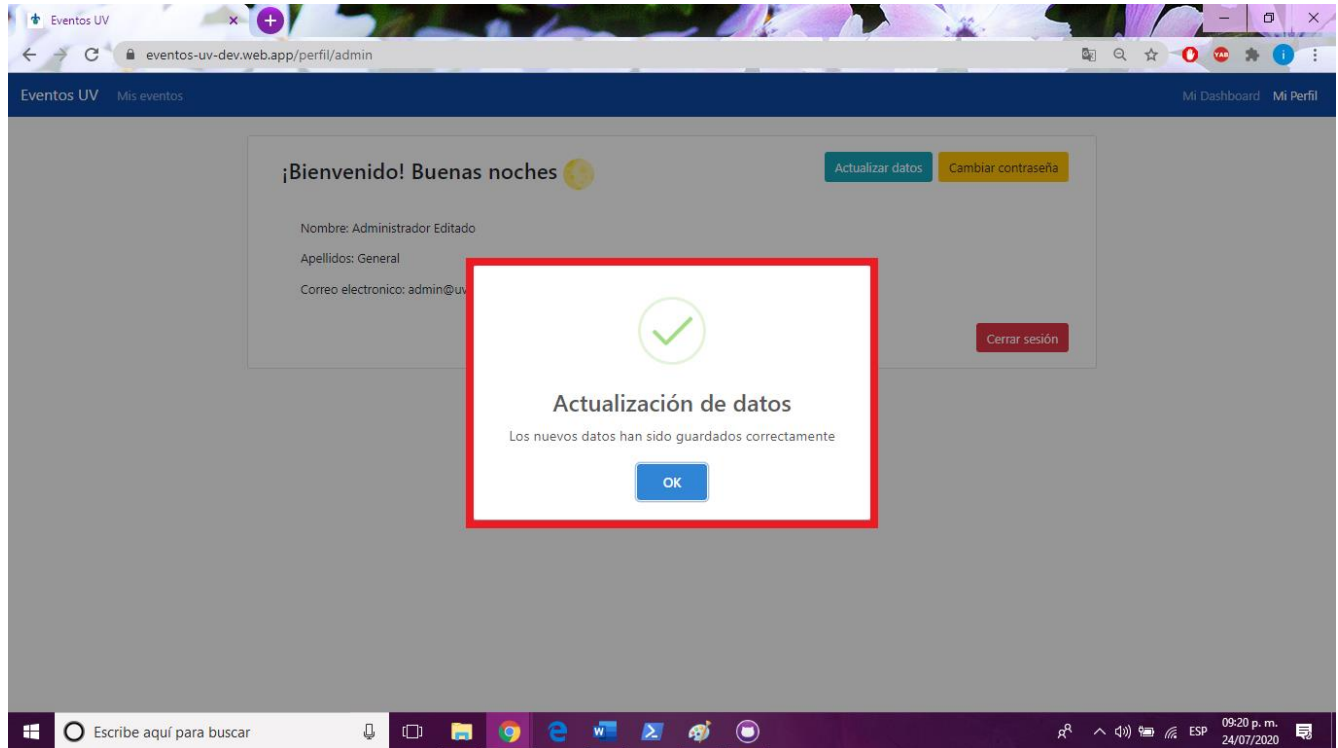 Eventos UV
eventos-uv-dev.web.app/perfil/admin
YAB
i
Eventos UV Mis eventos Mi Dashboard Mi Perfil
¡Bienvenido! Buenas noches
Actualizar datos Cambiar contraseña
Nombre: Administrador Editado
Apellidos: General
Correo electronico: admin@uv
Cerrar sesión
Actualización de datos
Los nuevos datos han sido guardados correctamente
OK
Escribe aquí para buscar
ESP
09:20 p. m.
24/07/2020